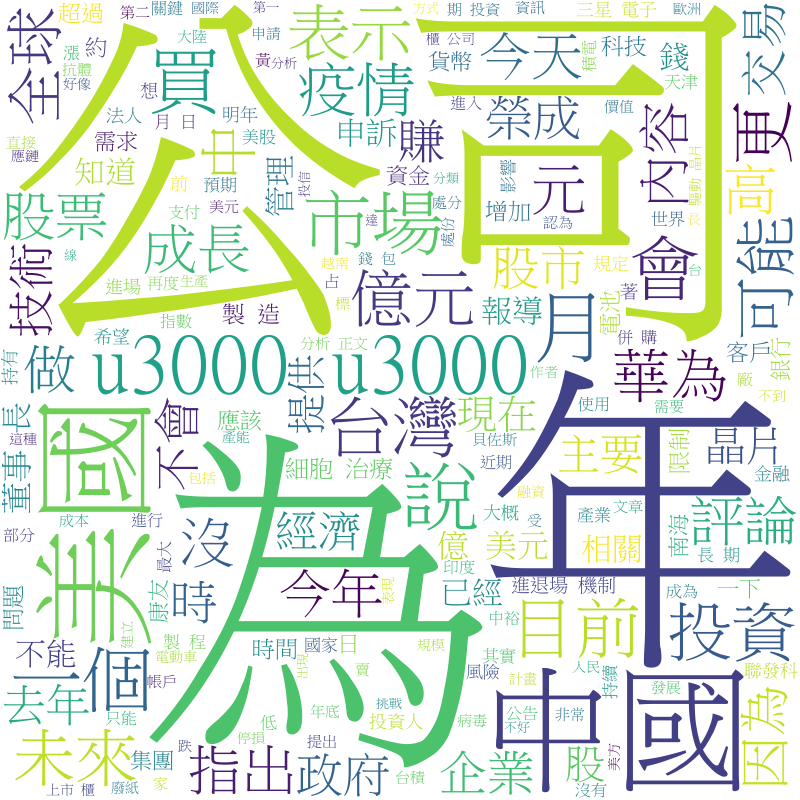 公司
為
年
美國
中國
u3000 u3000
全球
買
表示
疫情
今天
榮成
內容
更
交易
可能
高
會
元
賺
市場
成長
股票
技術
億元
月
股市
華為
做
提供
台灣
現在
不會
說
沒
時
經濟
今年
目前
主要
晶片
評論
投資
因為
一個
去年
未來
指出
政府
企業
股
董事 長
不能
集團
細胞 治療
億 美元
相關
已經
應該
製 造
報導
電池
管理
知道
申訴
需求
資金
貨幣
科技
錢
超過
約
中
增加
客戶
銀行
限制
南海
聯發科
進退場 機制
康友
問題
製 程
時間
國家
日
投資人
風險
持續
其實
第二
關鍵
國際
第一
申請
大陸
方式
期 投資
資訊
三星 電子
歐洲
櫃 公司
積電
天津
進入
價值
漲
抗體
好像
黃
分析
想
法人
明年
月 日
美股
直接
應鏈
預期
前
支付
美元
投信
達
處分
處份
分類
影響
認為
世界
驅動 晶片
長
台
線
進場
再度
生產
指數
越南
占
錢 包
標
規定
著
併 購
廠
不到
持有
希望
分析 正文
作者
使用
需要
這種
產能
包括
貝佐斯
近期
金融
部分
成本
進行
最大
大概
融資
受
文章
產業
長 期
印度
成為
一下
建立
電動車
表現
中裕
規模
人民
發展
帳戶
只能
出現
賣
低
年底
病毒
計畫
挑戰
公告
不好
非常
美方
上市 櫃
廢紙
家
跌
停損
提出
台積
沒有